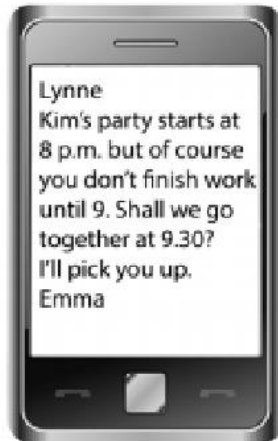 Lynne
Kim's party starts at
8 p.m. but of course
you don't finish work
until 9. Shall we go
together at 9.30?
I'll pick you up.
Emma